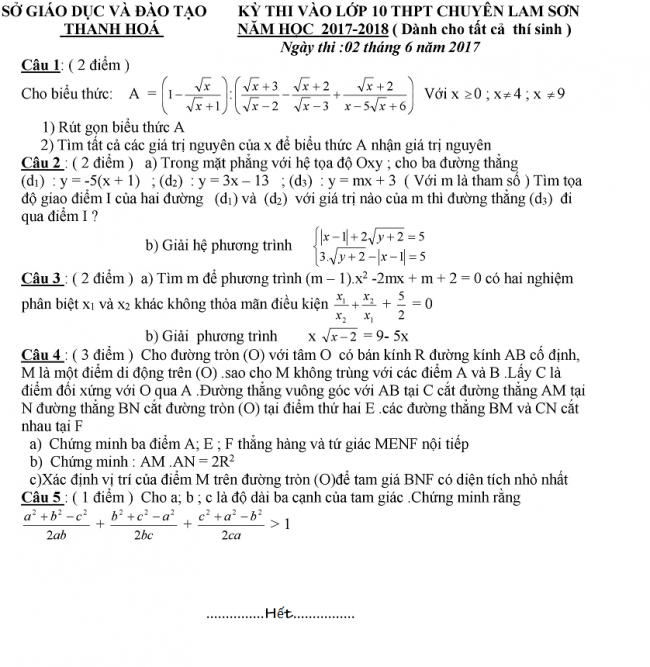 SỞ GIÁO DỤC VÀ ĐÀO TẠO KỲ THI VÀO LỚP 10 THPT CHUYÊN LAM SƠN
THANH HOÁ NĂM HỌC 2017-2018 ( Dành cho tất cả thí sinh )
Ngày thi :02 tháng 6 năm 2017
Câu 1: ( 2 điểm )
Cho biểu thức: A = (1 - √x/(√x+1)) : ((√x+3)/(√x-2) - (√x+2)/(√x-3) + (√x+2)/(x-5√x+6)) Với x ≥0 ; x≠4 ; x ≠9
1) Rút gọn biểu thức A
2) Tìm tất cả các giá trị nguyên của x để biểu thức A nhận giá trị nguyên
Câu 2 : ( 2 điểm ) a) Trong mặt phẳng với hệ tọa độ Oxy ; cho ba đường thẳng
(d₁) : y = -5(x + 1) ; (d₂) : y = 3x – 13 ; (d₃) : y = mx + 3 ( Với m là tham số ) Tìm tọa
độ giao điểm I của hai đường (d₁) và (d₂) với giá trị nào của m thì đường thẳng (d₃) đi
qua điểm I ?
b) Giải hệ phương trình { |x-1|+2√(y+2) = 5
3.√(y+2) -|x-1| = 5
Câu 3 : ( 2 điểm ) a) Tìm m để phương trình (m – 1).x² -2mx + m + 2 = 0 có hai nghiệm
phân biệt x₁ và x₂ khác không thỏa mãn điều kiện x₁/x₂ + x₂/x₁ + 5/2 = 0
b) Giải phương trình x √(x-2) = 9- 5x
Câu 4 : ( 3 điểm ) Cho đường tròn (O) với tâm O có bán kính R đường kính AB cố định,
M là một điểm di động trên (O) .sao cho M không trùng với các điểm A và B .Lấy C là
điểm đối xứng với O qua A .Đường thẳng vuông góc với AB tại C cắt đường thẳng AM tại
N đường thẳng BN cắt đường tròn (O) tại điểm thứ hai E .các đường thẳng BM và CN cắt
nhau tại F
a) Chứng minh ba điểm A; E ; F thẳng hàng và tứ giác MENF nội tiếp
b) Chứng minh : AM .AN = 2R²
c)Xác định vị trí của điểm M trên đường tròn (O)để tam giá BNF có diện tích nhỏ nhất
Câu 5 : ( 1 điểm ) Cho a; b ; c là độ dài ba cạnh của tam giác .Chứng minh rằng
(a²+b²-c²)/2ab + (b²+c²-a²)/2bc + (c²+a²-b²)/2ca > 1
................Hết.................